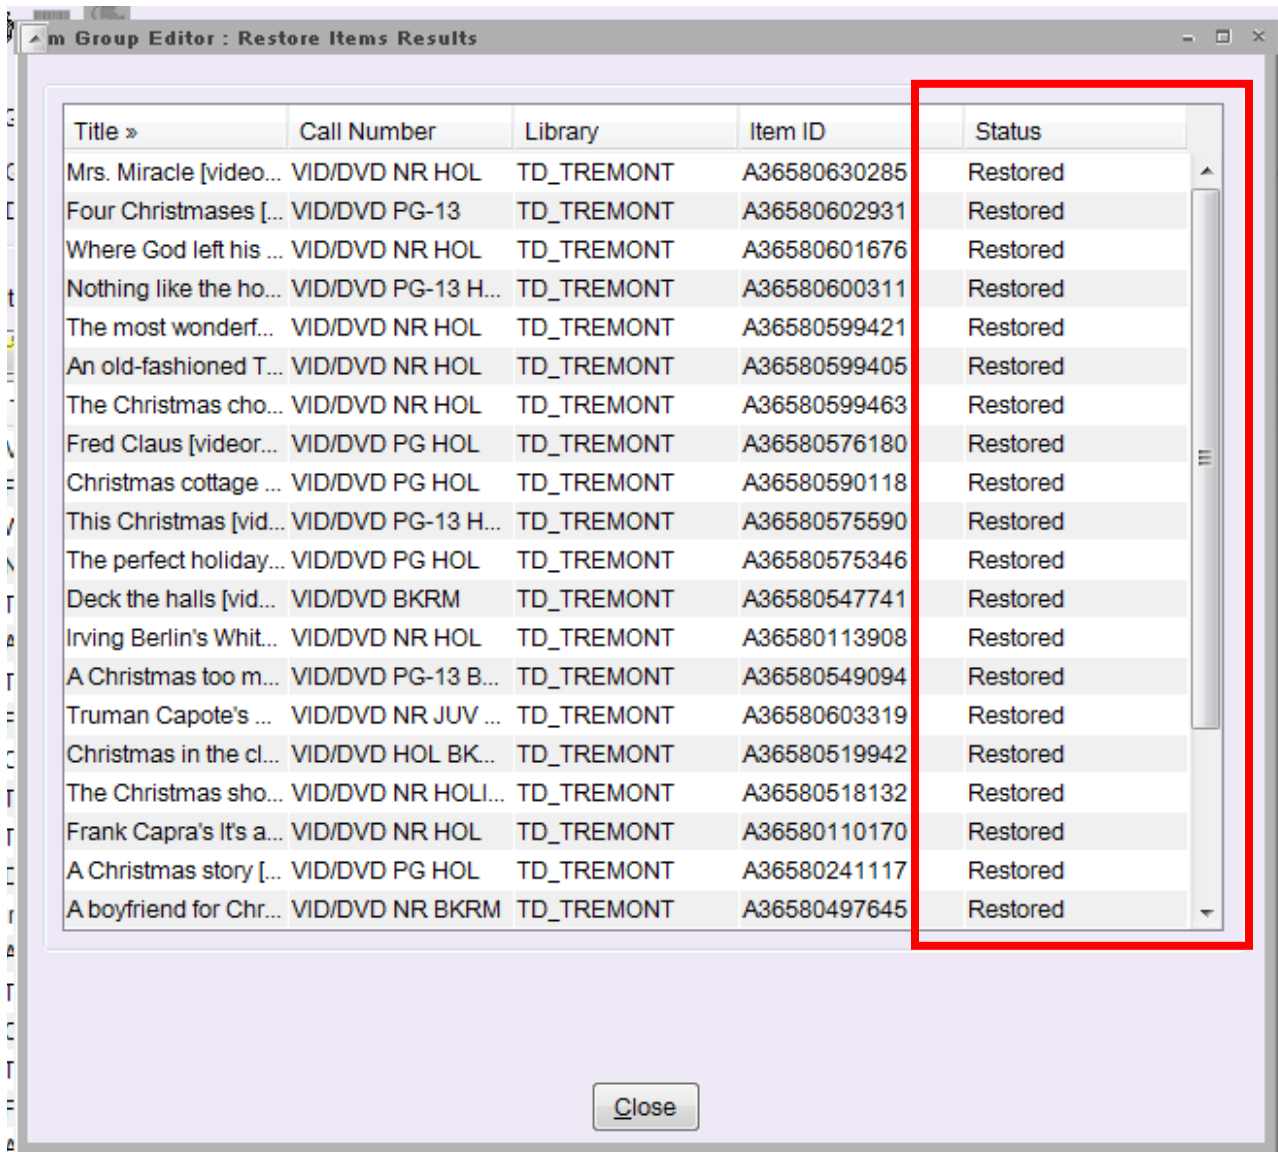 m Group Editor : Restore Items Results
Title » Call Number Library Item ID Status
Mrs. Miracle [video... VID/DVD NR HOL TD_TREMONT A36580630285 Restored
Four Christmases [... VID/DVD PG-13 TD_TREMONT A36580602931 Restored
Where God left his ... VID/DVD NR HOL TD_TREMONT A36580601676 Restored
Nothing like the ho... VID/DVD PG-13 H... TD_TREMONT A36580600311 Restored
The most wonderf... VID/DVD NR HOL TD_TREMONT A36580599421 Restored
An old-fashioned T... VID/DVD NR HOL TD_TREMONT A36580599405 Restored
The Christmas cho... VID/DVD NR HOL TD_TREMONT A36580599463 Restored
Fred Claus [videor... VID/DVD PG HOL TD_TREMONT A36580576180 Restored
Christmas cottage ... VID/DVD PG HOL TD_TREMONT A36580590118 Restored
This Christmas [vid... VID/DVD PG-13 H... TD_TREMONT A36580575590 Restored
The perfect holiday... VID/DVD PG HOL TD_TREMONT A36580575346 Restored
Deck the halls [vid... VID/DVD BKRM TD_TREMONT A36580547741 Restored
Irving Berlin's Whit... VID/DVD NR HOL TD_TREMONT A36580113908 Restored
A Christmas too m... VID/DVD PG-13 B... TD_TREMONT A36580549094 Restored
Truman Capote's ... VID/DVD NR JUV ... TD_TREMONT A36580603319 Restored
Christmas in the cl... VID/DVD HOL BK... TD_TREMONT A36580519942 Restored
The Christmas sho... VID/DVD NR HOLI... TD_TREMONT A36580518132 Restored
Frank Capra's It's a... VID/DVD NR HOL TD_TREMONT A36580110170 Restored
A Christmas story [... VID/DVD PG HOL TD_TREMONT A36580241117 Restored
A boyfriend for Chr... VID/DVD NR BKRM TD_TREMONT A36580497645 Restored
Close